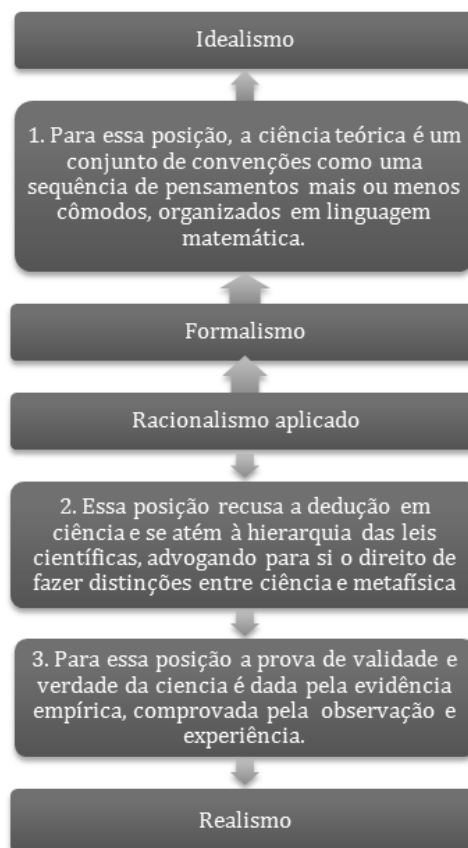 Idealismo
1. Para essa posição, a ciência teórica é um
conjunto de convenções como uma
sequência de pensamentos mais ou menos
cômodos, organizados em linguagem
matemática.
Formalismo
Racionalismo aplicado
2. Essa posição recusa a dedução em
ciência e se atém à hierarquia das leis
científicas, advogando para si o direito de
fazer distinções entre ciência e metafísica
3. Para essa posição a prova de validade e
verdade da ciencia é dada pela evidência
empírica, comprovada pela observação e
experiência.
Realismo